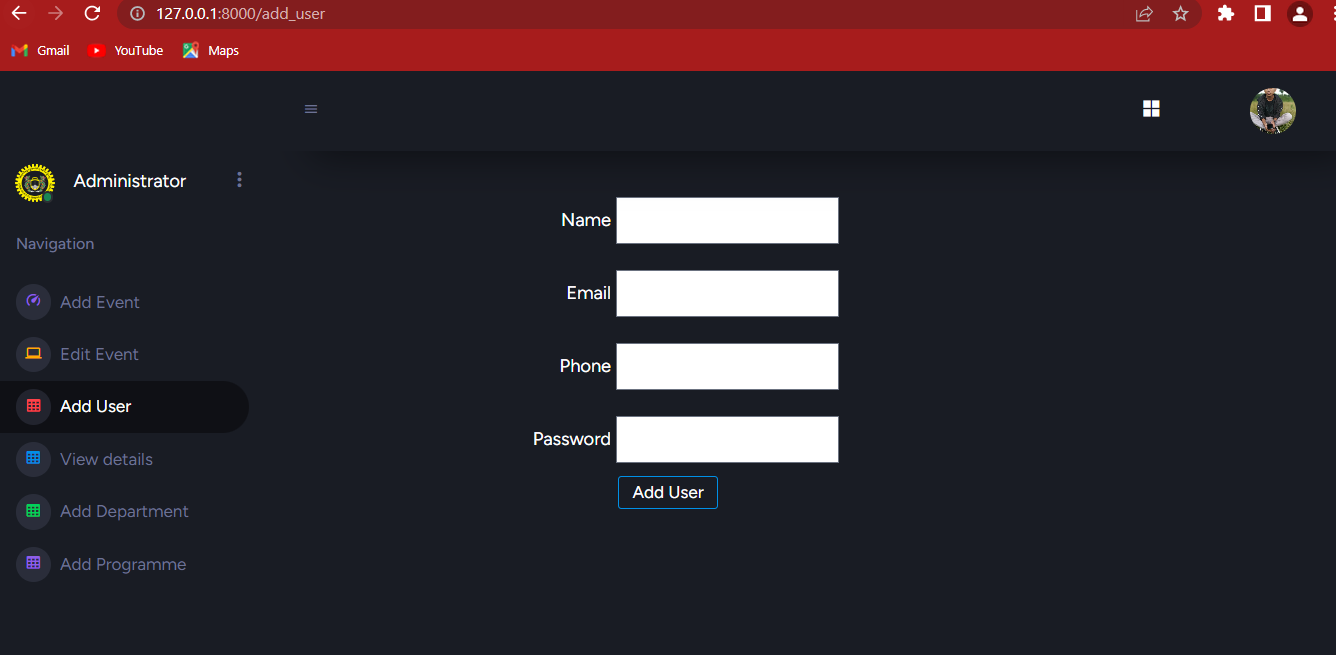 127.0.0.1:8000/add_user
Gmail YouTube Maps
Administrator
Navigation
Add Event
Edit Event
Add User
View details
Add Department
Add Programme
Name
Email
Phone
Password
Add User